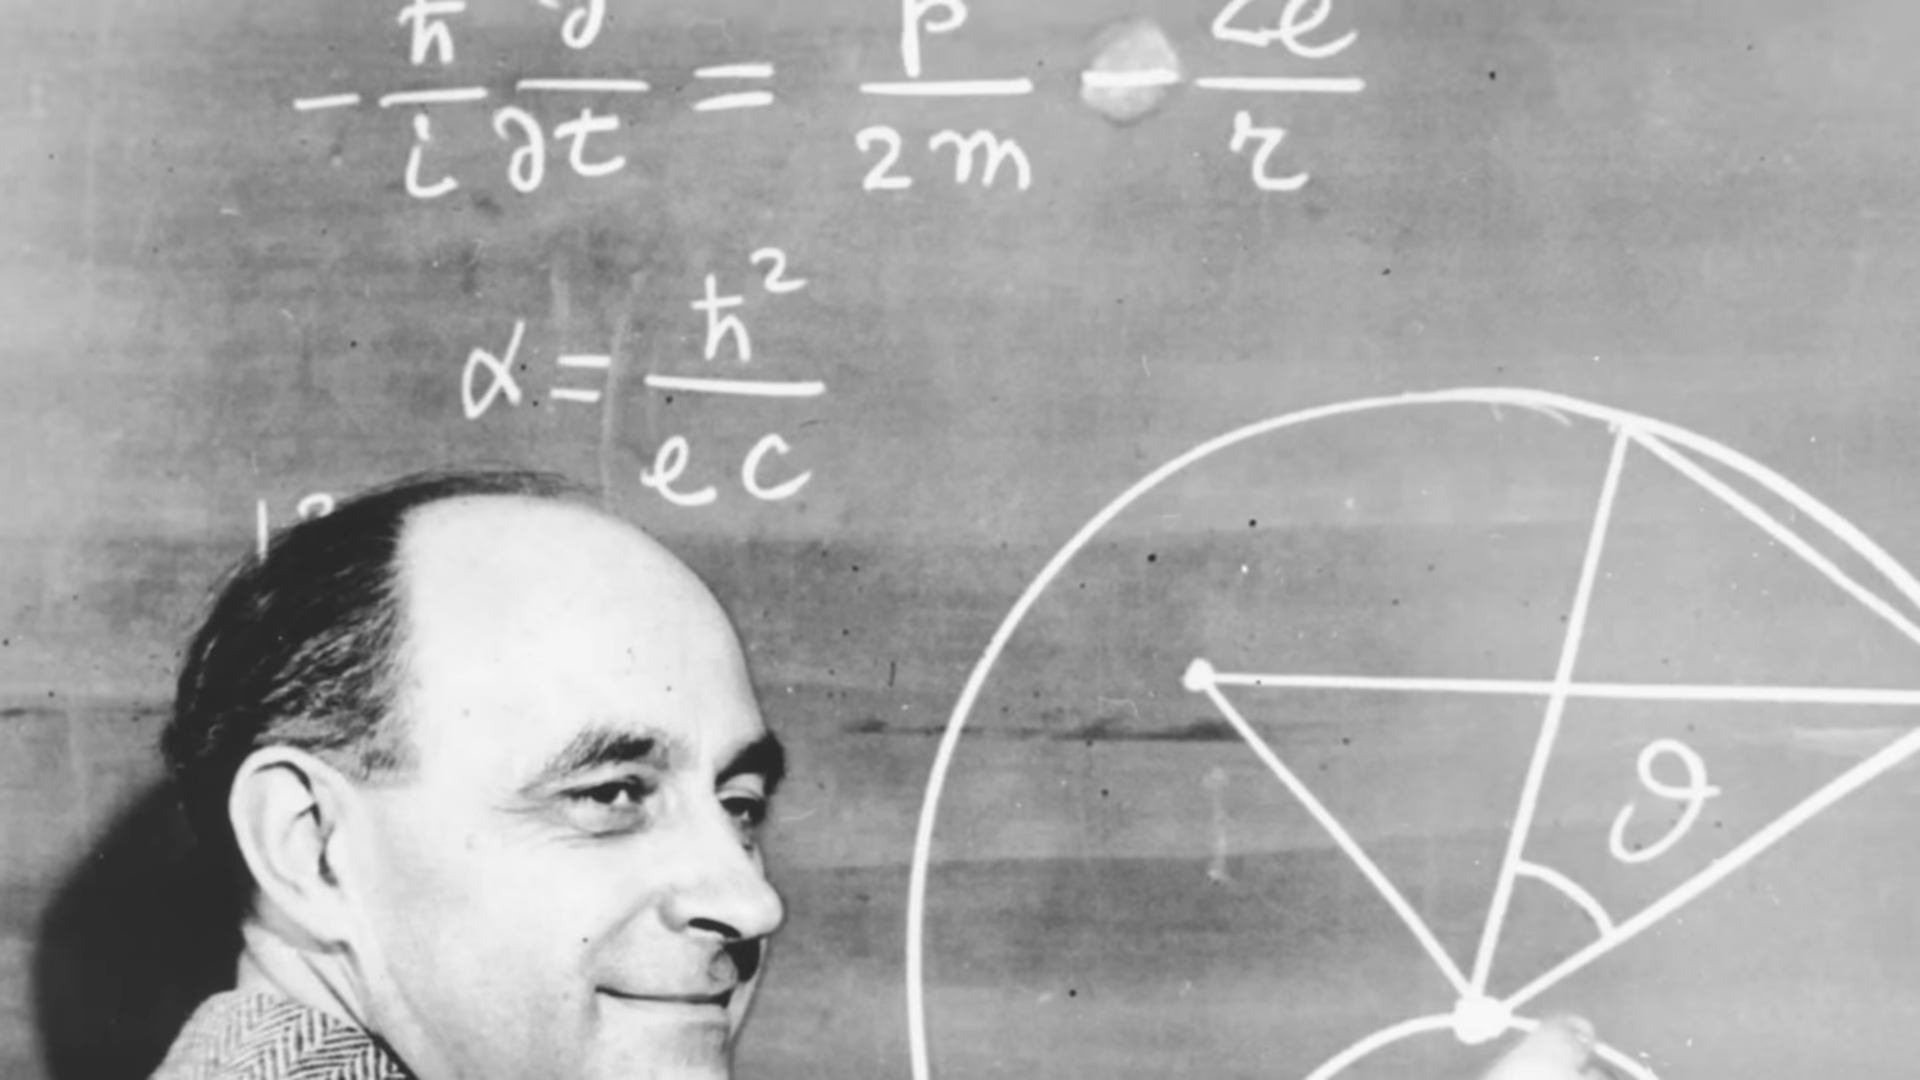 - ħ/i ∂/∂t = p/2m - Ze/r
α = ħ²/ec
ϑ